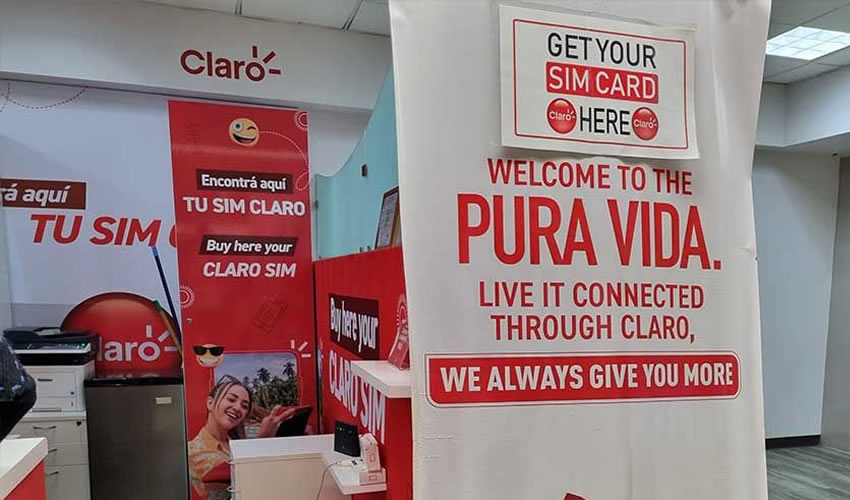 Claro
Encontrá aquí
TU SIM CLARO
Buy here your
CLARO SIM
á aquí
TU SIM
laro
Buy here your
CLARO SIM
GET YOUR
SIM CARD
Claro HERE Claro
WELCOME TO THE
PURA VIDA.
LIVE IT CONNECTED
THROUGH CLARO,
WE ALWAYS GIVE YOU MORE